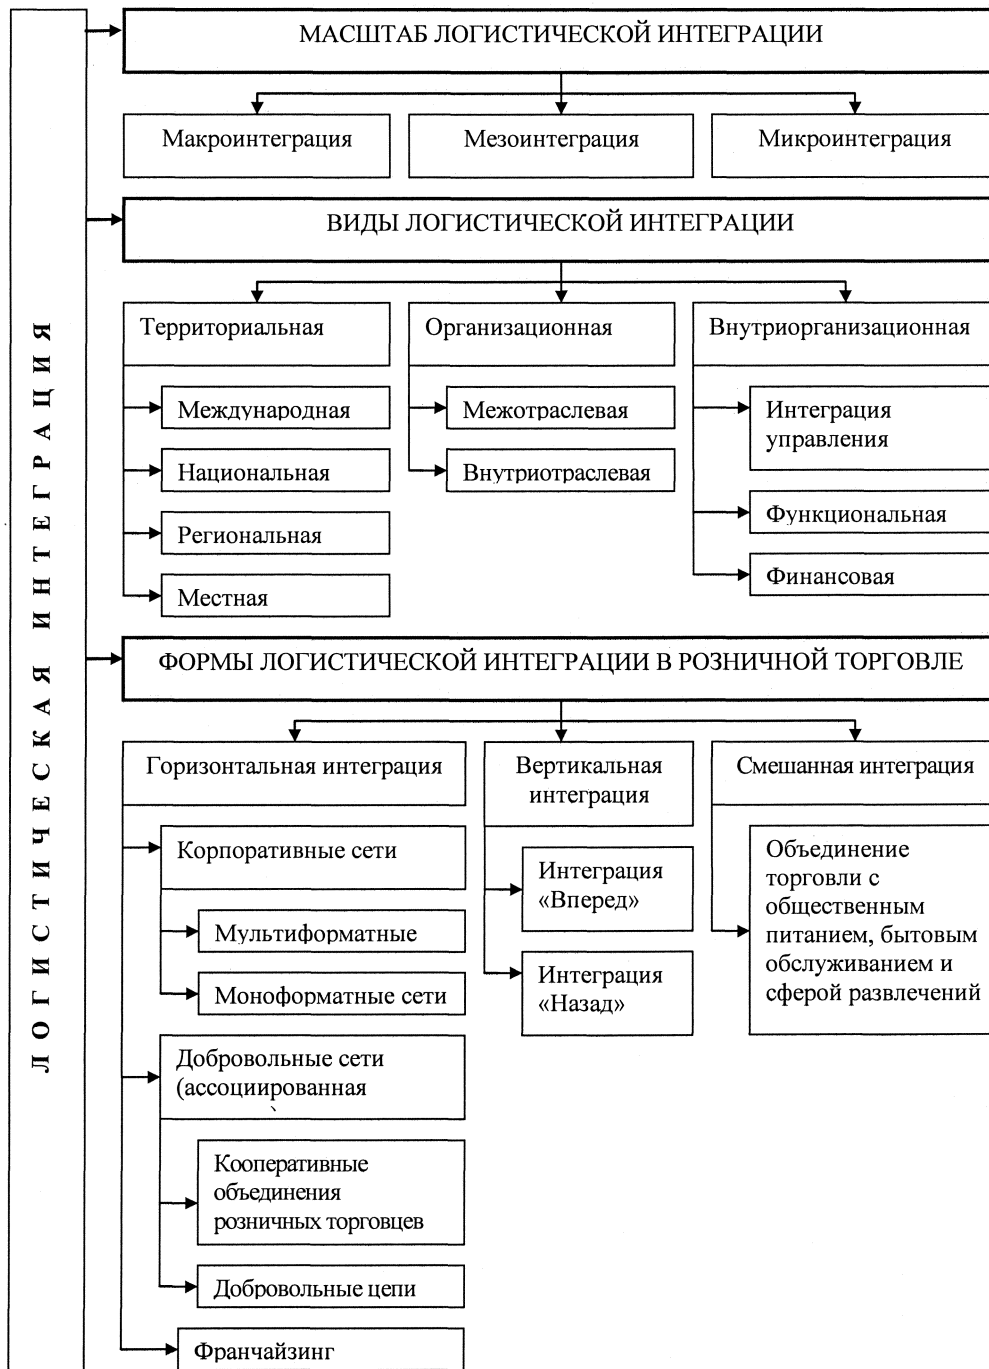 ЛОГИСТИЧЕСКАЯ ИНТЕГРАЦИЯ
МАСШТАБ ЛОГИСТИЧЕСКОЙ ИНТЕГРАЦИИ
Макроинтеграция
Мезоинтеграция
Микроинтеграция
ВИДЫ ЛОГИСТИЧЕСКОЙ ИНТЕГРАЦИИ
Территориальная
Международная
Национальная
Региональная
Местная
Организационная
Межотраслевая
Внутриотраслевая
Внутриорганизационная
Интеграция
управления
Функциональная
Финансовая
ФОРМЫ ЛОГИСТИЧЕСКОЙ ИНТЕГРАЦИИ В РОЗНИЧНОЙ ТОРГОВЛЕ
Горизонтальная интеграция
Корпоративные сети
Мультиформатные
Моноформатные сети
Добровольные сети
(ассоциированная
Кооперативные
объединения
розничных торговцев
Добровольные цепи
Франчайзинг
Вертикальная
интеграция
Интеграция
«Вперед»
Интеграция
«Назад»
Смешанная интеграция
Объединение
торговли с
общественным
питанием, бытовым
обслуживанием и
сферой развлечений